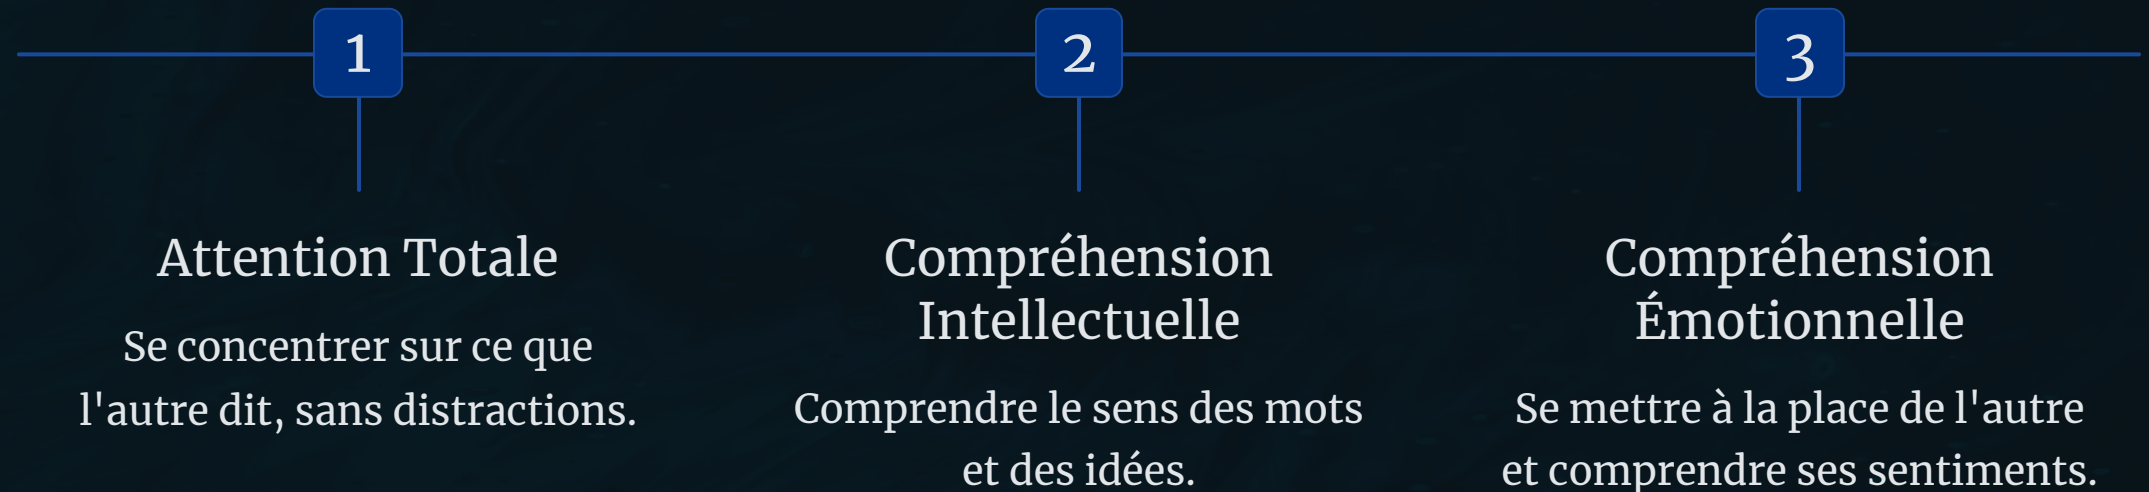 1
Attention Totale
Se concentrer sur ce que
l'autre dit, sans distractions.
2
Compréhension
Intellectuelle
Comprendre le sens des mots
et des idées.
3
Compréhension
Émotionnelle
Se mettre à la place de l'autre
et comprendre ses sentiments.